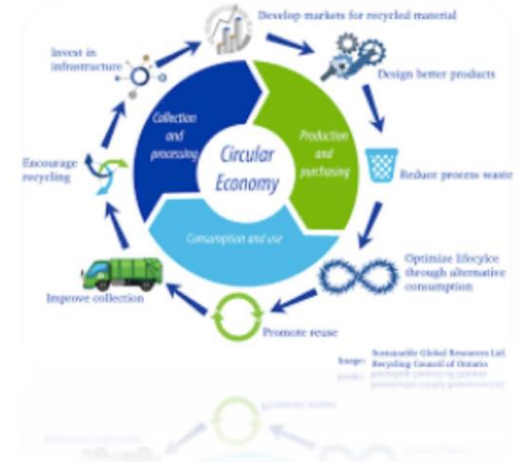 Develop markets for recycled material
Invest in
infrastructure
Design better products
Collection
and
processing
Production
and
purchasing
Circular
Economy
Encourage
recycling
Reduce process waste
Consumption and use
Optimize lifecylce
through alternative
consumption
Improve collection
Promote reuse
Image: Sustainable Global Resources Ltd.
Recycling Council of Ontario